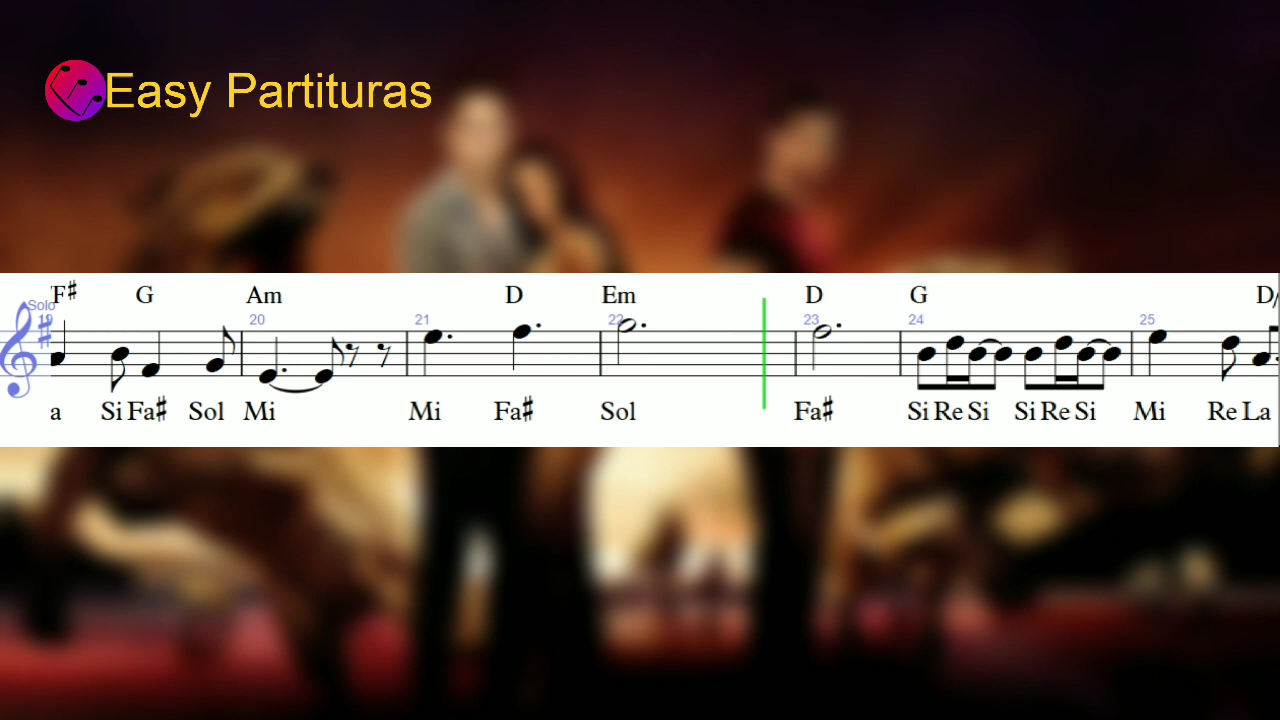 Easy Partituras
F# G Am D Em D G D/
Solo
19 20 21 22 23 24 25
a Si Fa# Sol Mi Mi Fa# Sol Fa# Si Re Si Si Re Si Mi Re La